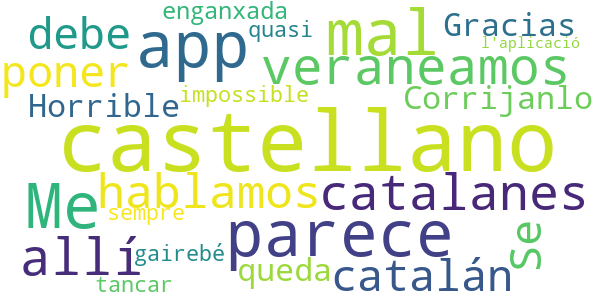 enganxada
debe app quasi mal Gracias
l'aplicació
poner veraneamos
Horrible impossible Corrijanlo
castellano
Me hablamos catalanes
sempre
allí parece Se
gairebé queda catalán
tancar